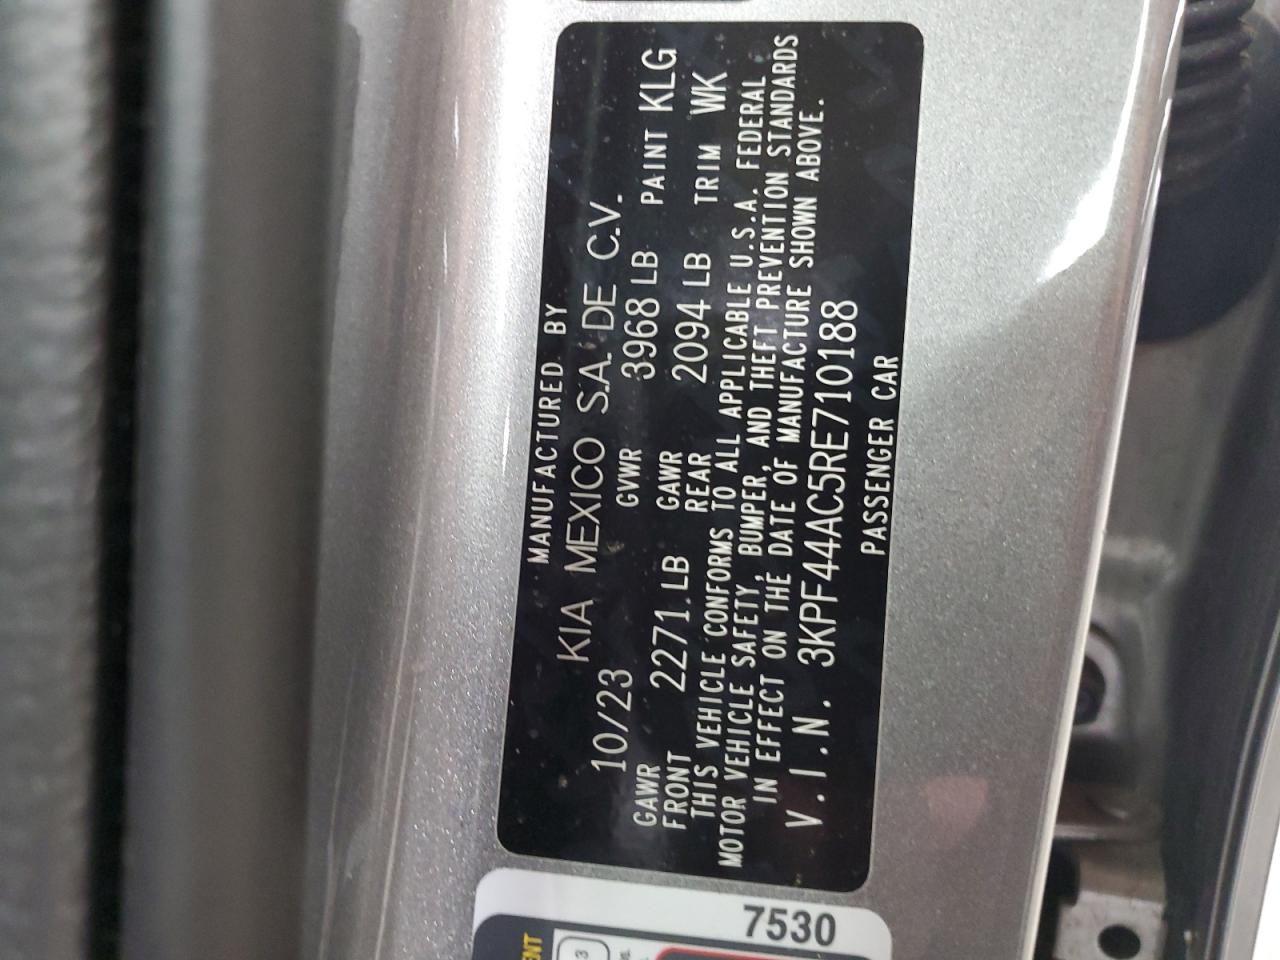 MANUFACTURED BY
KIA MEXICO S.A. DE C.V.
10/23 GVWR 3968 LB PAINT KLG
GAWR FRONT 2271 LB GAWR REAR 2094 LB TRIM WK
THIS VEHICLE CONFORMS TO ALL APPLICABLE U.S.A. FEDERAL
MOTOR VEHICLE SAFETY, BUMPER, AND THEFT PREVENTION STANDARDS
IN EFFECT ON THE DATE OF MANUFACTURE SHOWN ABOVE.
V.I.N. 3KPF44AC5RE710188
PASSENGER CAR
7530
3